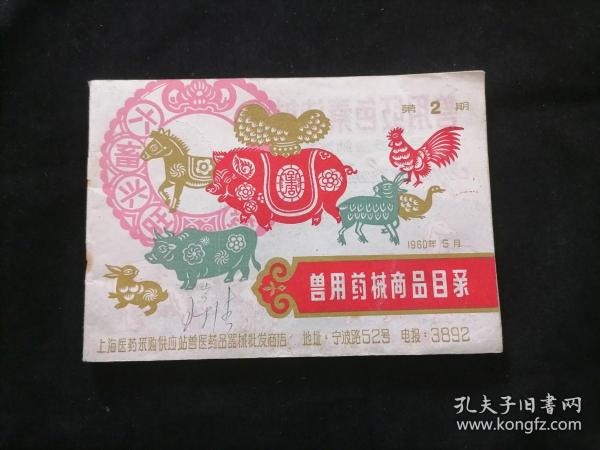 第 2 期
六畜兴旺
1960年5月
兽用药械商品目录
上海医药采购供应站兽医药品器械批发商店 地址:宁波路52号 电报:3892
孔夫子旧书网
www.kongfz.com